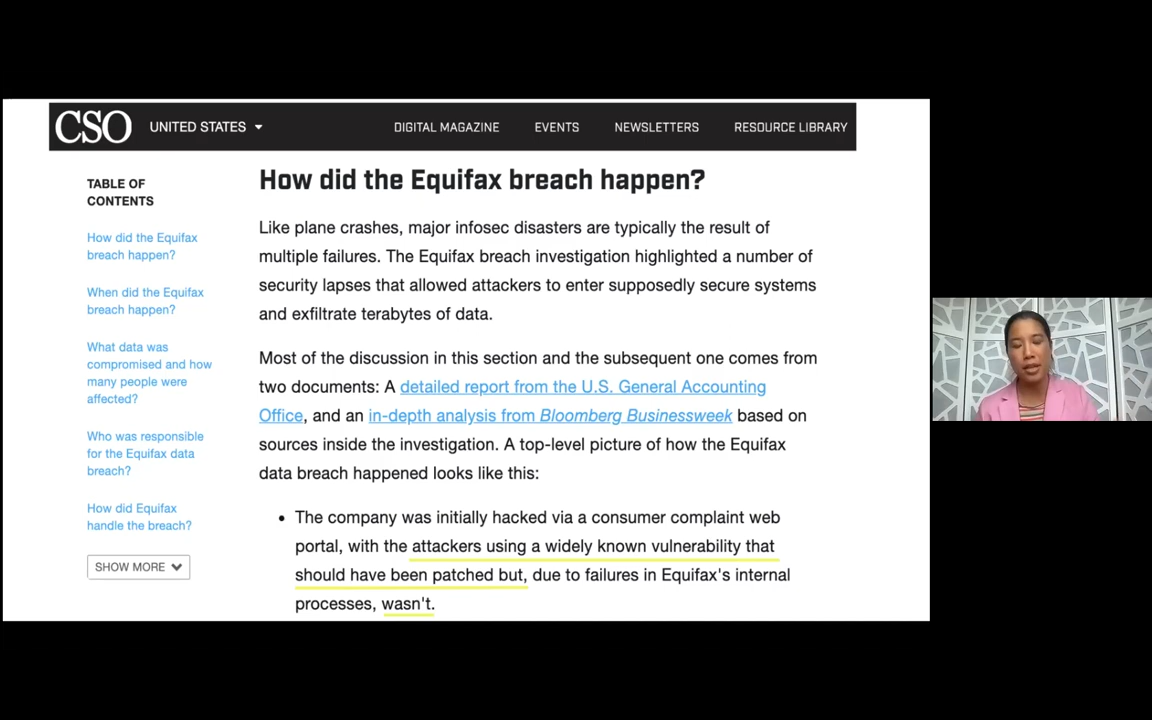 CSO
UNITED STATES
DIGITAL MAGAZINE
EVENTS
NEWSLETTERS
RESOURCE LIBRARY
TABLE OF
CONTENTS
How did the Equifax
breach happen?
When did the Equifax
breach happen?
What data was
compromised and how
many people were
affected?
Who was responsible
for the Equifax data
breach?
How did Equifax
handle the breach?
SHOW MORE
How did the Equifax breach happen?
Like plane crashes, major infosec disasters are typically the result of
multiple failures. The Equifax breach investigation highlighted a number of
security lapses that allowed attackers to enter supposedly secure systems
and exfiltrate terabytes of data.
Most of the discussion in this section and the subsequent one comes from
two documents: A detailed report from the U.S. General Accounting
Office, and an in-depth analysis from Bloomberg Businessweek based on
sources inside the investigation. A top-level picture of how the Equifax
data breach happened looks like this:
• The company was initially hacked via a consumer complaint web
portal, with the attackers using a widely known vulnerability that
should have been patched but, due to failures in Equifax's internal
processes, wasn't.